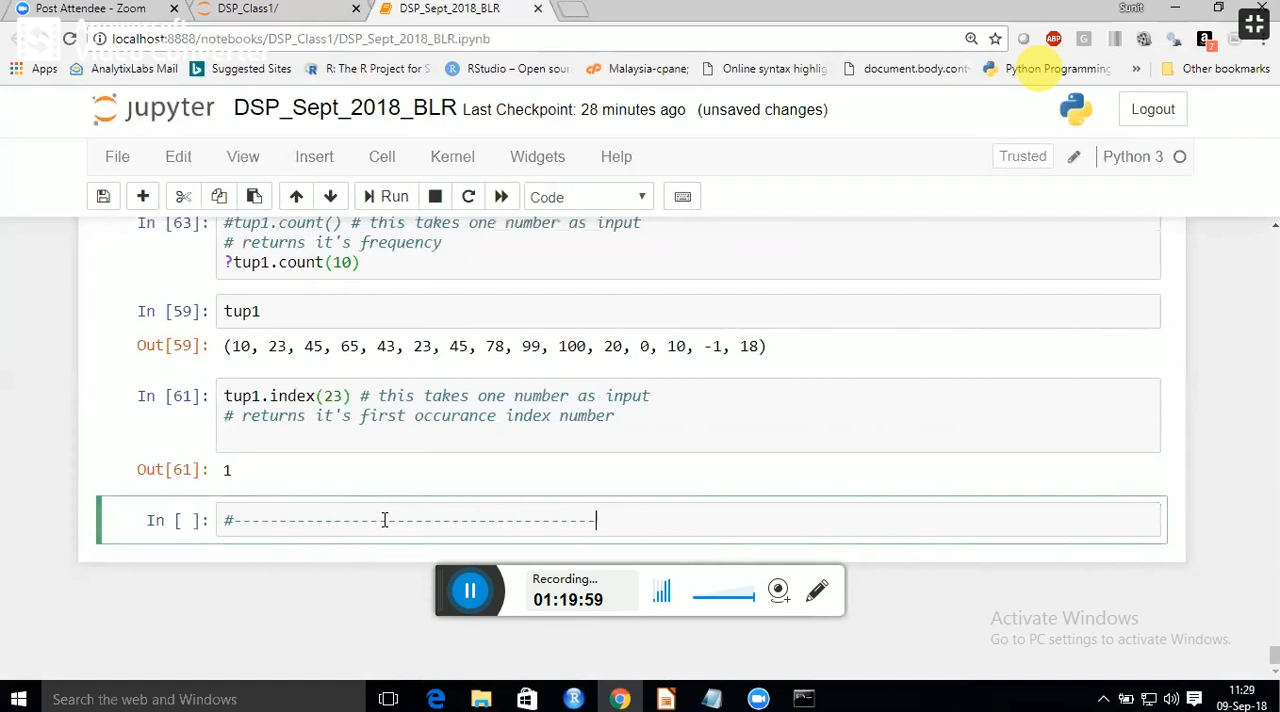 Post Attendee - Zoom
DSP_Class1/
DSP_Sept_2018_BLR
Sunit
localhost:8888/notebooks/DSP_Class1/DSP_Sept_2018_BLR.ipynb
ABP
G
a
7
Apps
AnalytixLabs Mail
Suggested Sites
R: The R Project for S
RStudio – Open sour
Malaysia-cpane;
Online syntax highlig
document.body.cont
Python Programming
»
Other bookmarks
jupyter
DSP_Sept_2018_BLR Last Checkpoint: 28 minutes ago (unsaved changes)
Logout
File
Edit
View
Insert
Cell
Kernel
Widgets
Help
Trusted
Python 3
Run
Code
In [63]:
#tup1.count() # this takes one number as input
# returns it's frequency
?tup1.count(10)
In [59]:
tup1
Out[59]:
(10, 23, 45, 65, 43, 23, 45, 78, 99, 100, 20, 0, 10, -1, 18)
In [61]:
tup1.index(23) # this takes one number as input
# returns it's first occurance index number
Out[61]:
1
In [ ]:
#----------------------------------------
Recording...
01:19:59
Activate Windows
Go to PC settings to activate Windows.
Search the web and Windows
11:29
09-Sep-18